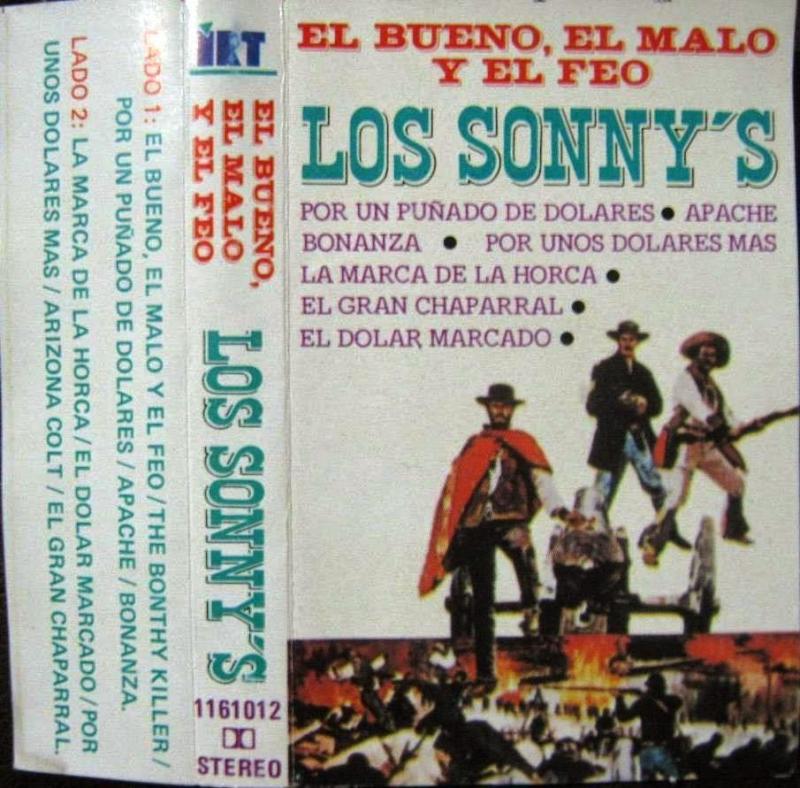 LADO 1: EL BUENO, EL MALO Y EL FEO / THE BONTHY KILLER /
POR UN PUÑADO DE DOLARES / APACHE / BONANZA.
LADO 2: LA MARCA DE LA HORCA / EL DOLAR MARCADO / POR
UNOS DOLARES MAS / ARIZONA COLT / EL GRAN CHAPARRAL.
IRT
EL BUENO,
EL MALO
Y EL FEO
LOS SONNY´S
1161012
STEREO
EL BUENO, EL MALO
Y EL FEO
LOS SONNY´S
POR UN PUÑADO DE DOLARES ● APACHE
BONANZA ● POR UNOS DOLARES MAS
LA MARCA DE LA HORCA ●
EL GRAN CHAPARRAL ●
EL DOLAR MARCADO ●